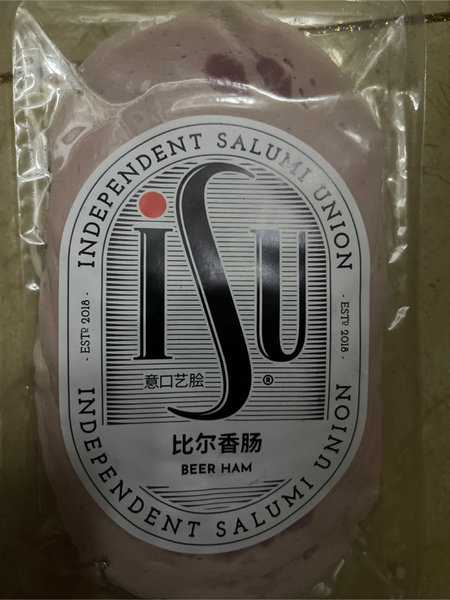 INDEPENDENT SALUMI UNION
iSU
- ESTD 2018 -
- ESTD 2018 -
意口艺脍
®
比尔香肠
BEER HAM
INDEPENDENT SALUMI UNION